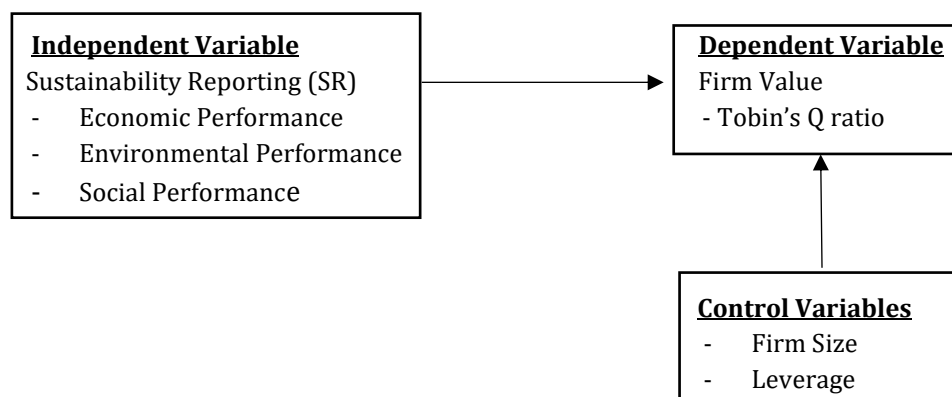 Independent Variable
Sustainability Reporting (SR)
- Economic Performance
- Environmental Performance
- Social Performance
Dependent Variable
Firm Value
- Tobin's Q ratio
Control Variables
- Firm Size
- Leverage